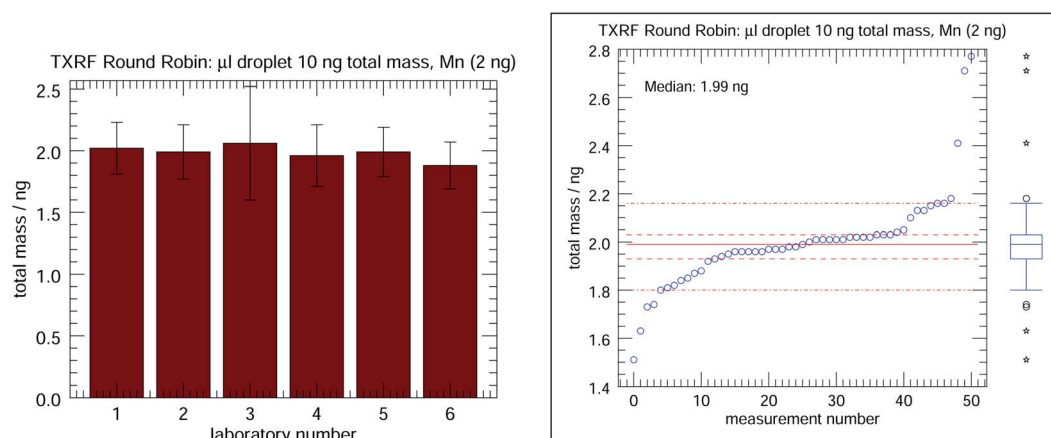 TXRF Round Robin: µl droplet 10 ng total mass, Mn (2 ng)
2.5
2.0
1.5
1.0
0.5
0.0
total mass / ng
1 2 3 4 5 6
laboratory number
TXRF Round Robin: µl droplet 10 ng total mass, Mn (2 ng)
2.8
2.6
2.4
2.2
2.0
1.8
1.6
1.4
total mass / ng
Median: 1.99 ng
0 10 20 30 40 50
measurement number